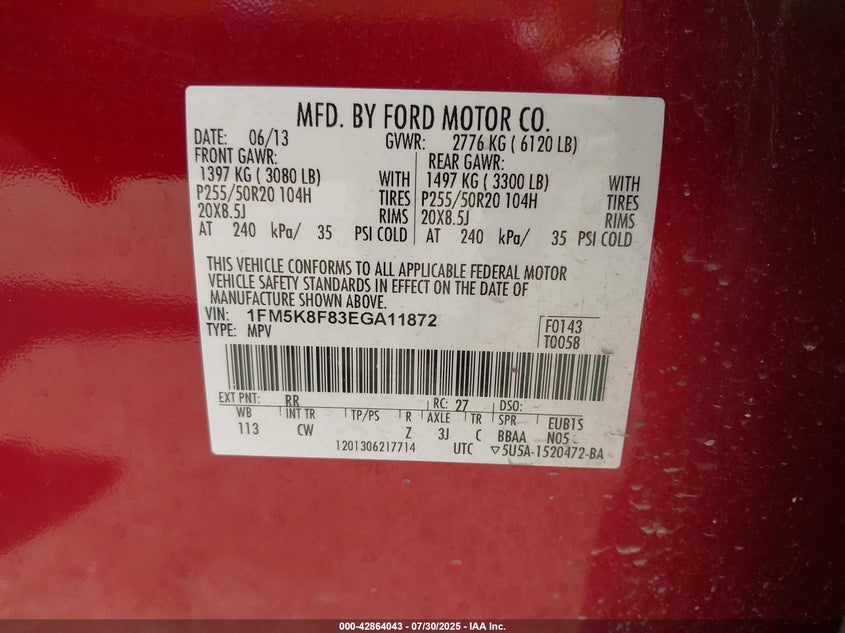 MFD. BY FORD MOTOR CO.
DATE: 06/13 GVWR: 2776 KG ( 6120 LB)
FRONT GAWR: REAR GAWR:
1397 KG ( 3080 LB) WITH 1497 KG ( 3300 LB) WITH
P255/50R20 104H TIRES P255/50R20 104H TIRES
20X8.5J RIMS 20X8.5J RIMS
AT 240 kPa/ 35 PSI COLD AT 240 kPa/ 35 PSI COLD
THIS VEHICLE CONFORMS TO ALL APPLICABLE FEDERAL MOTOR
VEHICLE SAFETY STANDARDS IN EFFECT ON THE DATE OF
MANUFACTURE SHOWN ABOVE.
VIN: 1FM5K8F83EGA11872 F0143
TYPE: MPV T0058
EXT PNT: RR RC: 27 DSO:
WB INT TR TP/PS R AXLE TR SPR EUB1S
113 CW Z 3J C BBAA N05
1201306217714 UTC ▽5U5A-1520472-BA
000-42864043 - 07/30/2025 - IAA Inc.